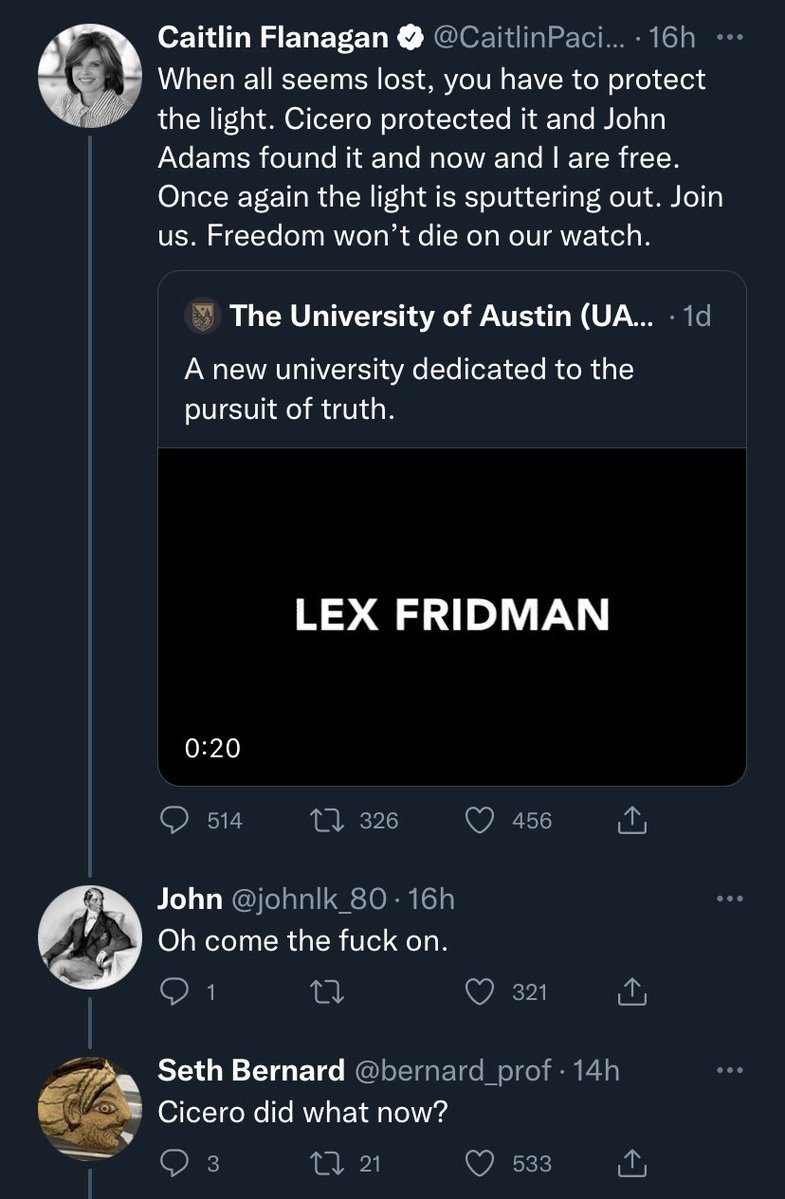 Caitlin Flanagan @CaitlinPaci... · 16h
When all seems lost, you have to protect
the light. Cicero protected it and John
Adams found it and now and I are free.
Once again the light is sputtering out. Join
us. Freedom won’t die on our watch.
The University of Austin (UA... · 1d
A new university dedicated to the
pursuit of truth.
LEX FRIDMAN
0:20
514 326 456
John @johnlk_80 · 16h
Oh come the fuck on.
1 321
Seth Bernard @bernard_prof · 14h
Cicero did what now?
3 21 533